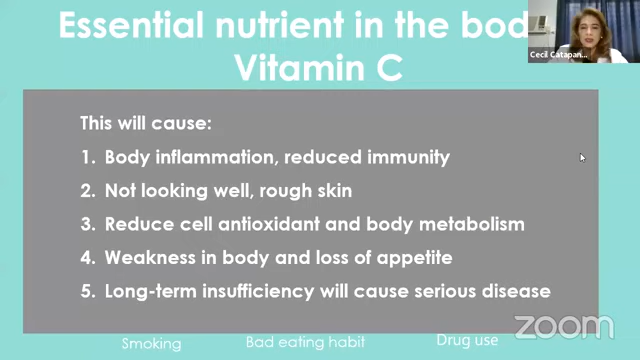 Essential nutrient in the bod
Vitamin C
Cecil Catapan...
This will cause:
1. Body inflammation, reduced immunity
2. Not looking well, rough skin
3. Reduce cell antioxidant and body metabolism
4. Weakness in body and loss of appetite
5. Long-term insufficiency will cause serious disease
zoom
Smoking Bad eating habit Drug use